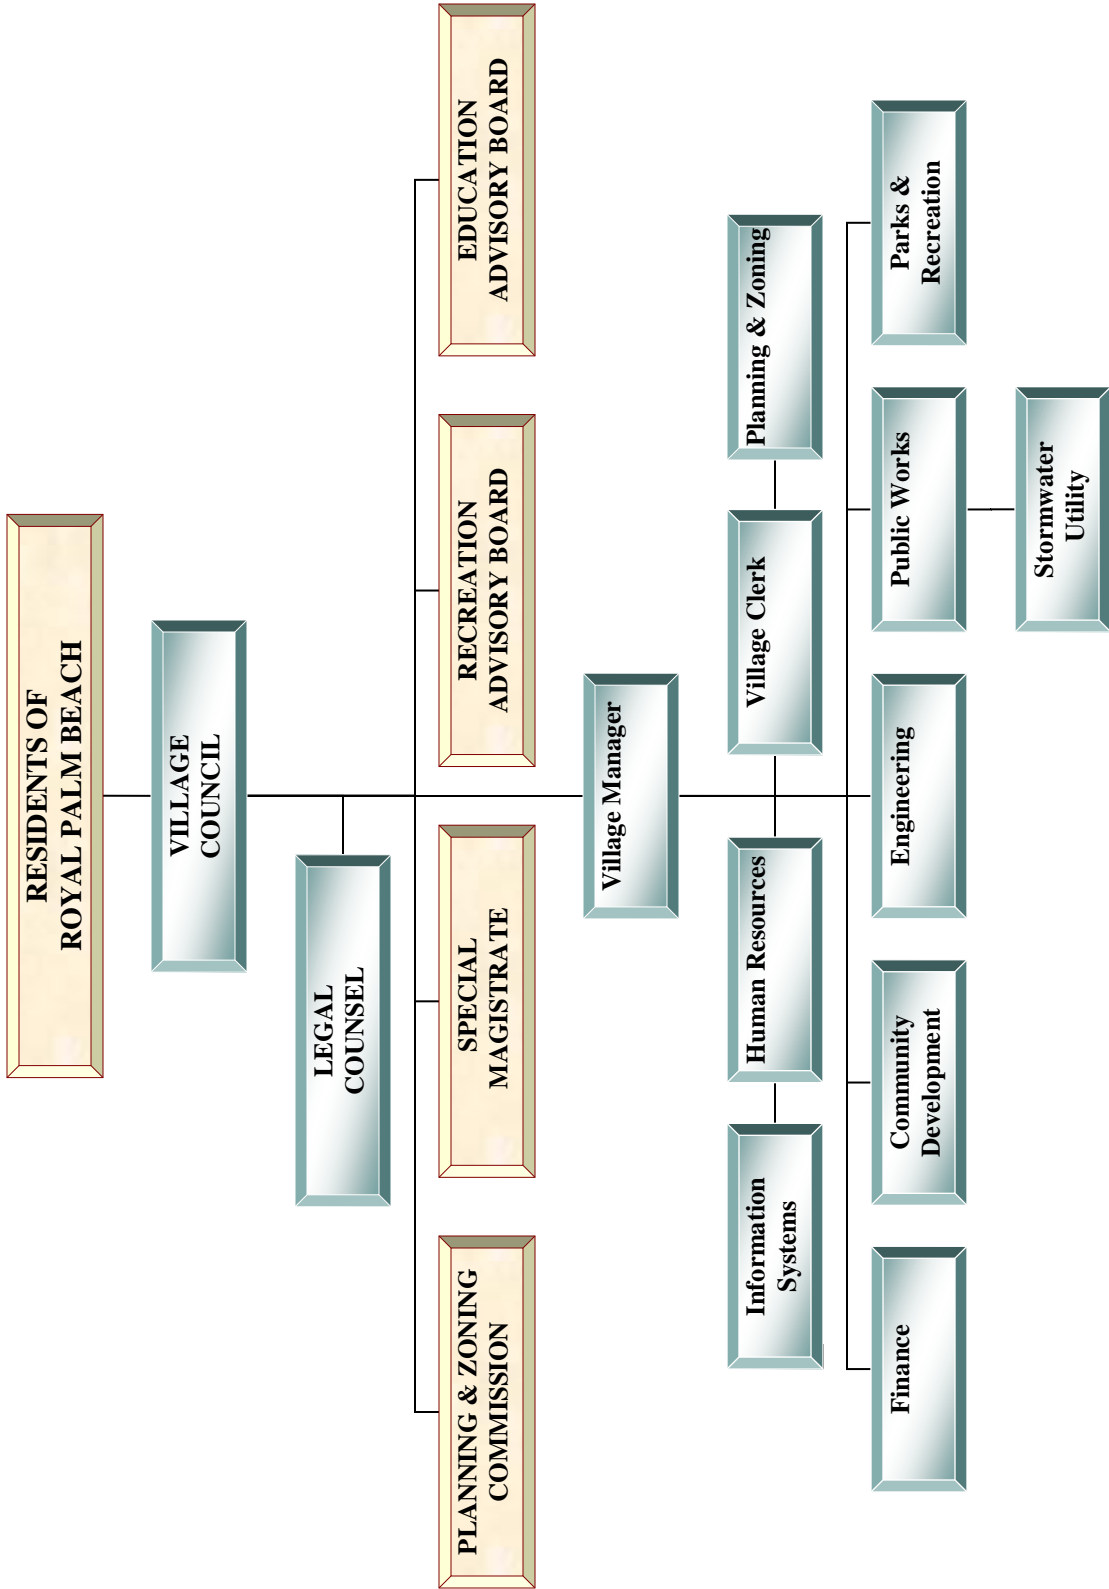 RESIDENTS OF
ROYAL PALM BEACH
VILLAGE
COUNCIL
LEGAL
COUNSEL
PLANNING & ZONING
COMMISSION
SPECIAL
MAGISTRATE
RECREATION
ADVISORY BOARD
EDUCATION
ADVISORY BOARD
Village Manager
Information
Systems
Human Resources
Village Clerk
Planning & Zoning
Finance
Community
Development
Engineering
Public Works
Parks &
Recreation
Stormwater
Utility